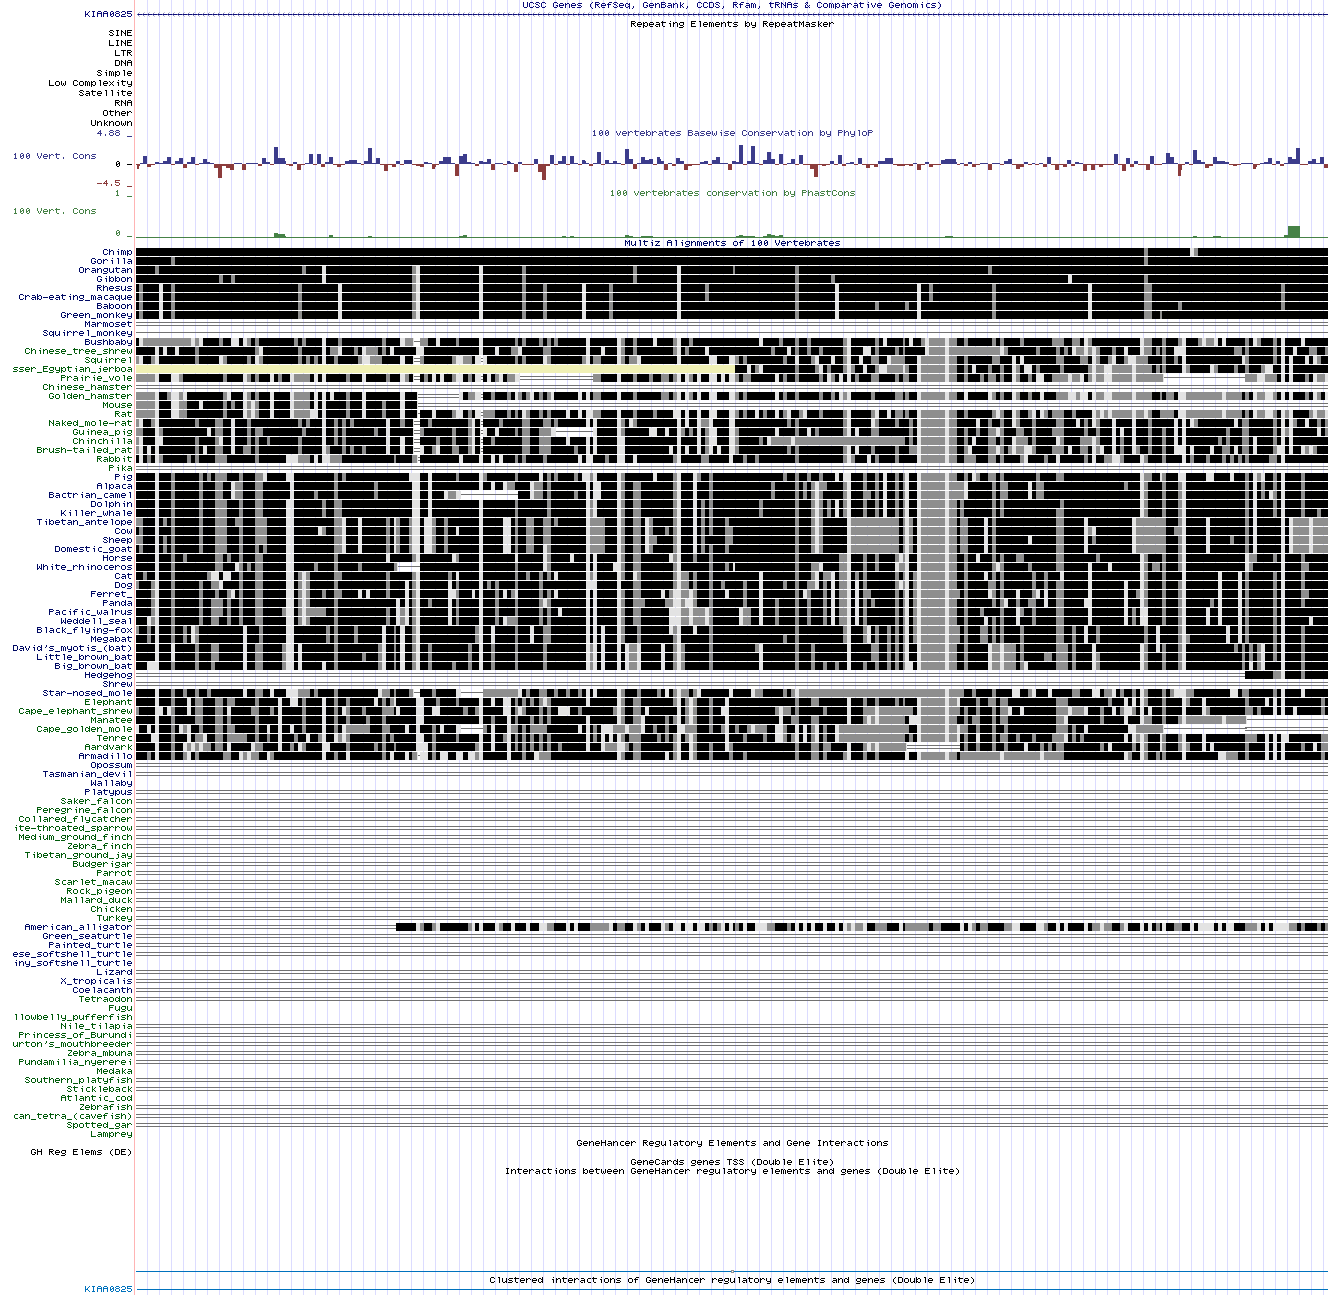 UCSC Genes (RefSeq, GenBank, CCDS, Rfam, tRNAs & Comparative Genomics)
KIAA0825
Repeating Elements by RepeatMasker
SINE
LINE
LTR
DNA
Simple
Low Complexity
Satellite
RNA
Other
Unknown
4.88 _
100 vertebrates Basewise Conservation by PhyloP
100 Vert. Cons
0 _
-4.5 _
1 _
100 vertebrates conservation by PhastCons
100 Vert. Cons
0 _
Multiz Alignments of 100 Vertebrates
Chimp
Gorilla
Orangutan
Gibbon
Rhesus
Crab-eating_macaque
Baboon
Green_monkey
Marmoset
Squirrel_monkey
Bushbaby
Chinese_tree_shrew
Squirrel
sser_Egyptian_jerboa
Prairie_vole
Chinese_hamster
Golden_hamster
Mouse
Rat
Naked_mole-rat
Guinea_pig
Chinchilla
Brush-tailed_rat
Rabbit
Pika
Pig
Alpaca
Bactrian_camel
Dolphin
Killer_whale
Tibetan_antelope
Cow
Sheep
Domestic_goat
Horse
White_rhinoceros
Cat
Dog
Ferret_
Panda
Pacific_walrus
Weddell_seal
Black_flying-fox
Megabat
David's_myotis_(bat)
Little_brown_bat
Big_brown_bat
Hedgehog
Shrew
Star-nosed_mole
Elephant
Cape_elephant_shrew
Manatee
Cape_golden_mole
Tenrec
Aardvark
Armadillo
Opossum
Tasmanian_devil
Wallaby
Platypus
Saker_falcon
Peregrine_falcon
Collared_flycatcher
ite-throated_sparrow
Medium_ground_finch
Zebra_finch
Tibetan_ground_jay
Budgerigar
Parrot
Scarlet_macaw
Rock_pigeon
Mallard_duck
Chicken
Turkey
American_alligator
Green_seaturtle
Painted_turtle
ese_softshell_turtle
iny_softshell_turtle
Lizard
X_tropicalis
Coelacanth
Tetraodon
Fugu
llowbelly_pufferfish
Nile_tilapia
Princess_of_Burundi
urton's_mouthbreeder
Zebra_mbuna
Pundamilia_nyererei
Medaka
Southern_platyfish
Stickleback
Atlantic_cod
Zebrafish
can_tetra_(cavefish)
Spotted_gar
Lamprey
GeneHancer Regulatory Elements and Gene Interactions
GH Reg Elems (DE)
GeneCards genes TSS (Double Elite)
Interactions between GeneHancer regulatory elements and genes (Double Elite)
Clustered interactions of GeneHancer regulatory elements and genes (Double Elite)
KIAA0825